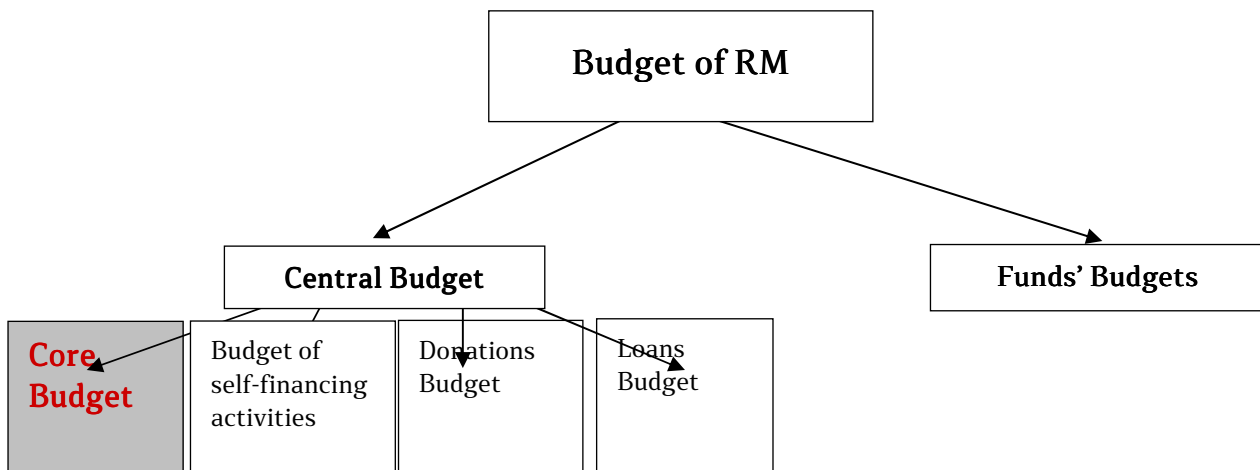 Budget of RM
Central Budget
Funds’ Budgets
Core
Budget
Budget of
self-financing
activities
Donations
Budget
Loans
Budget